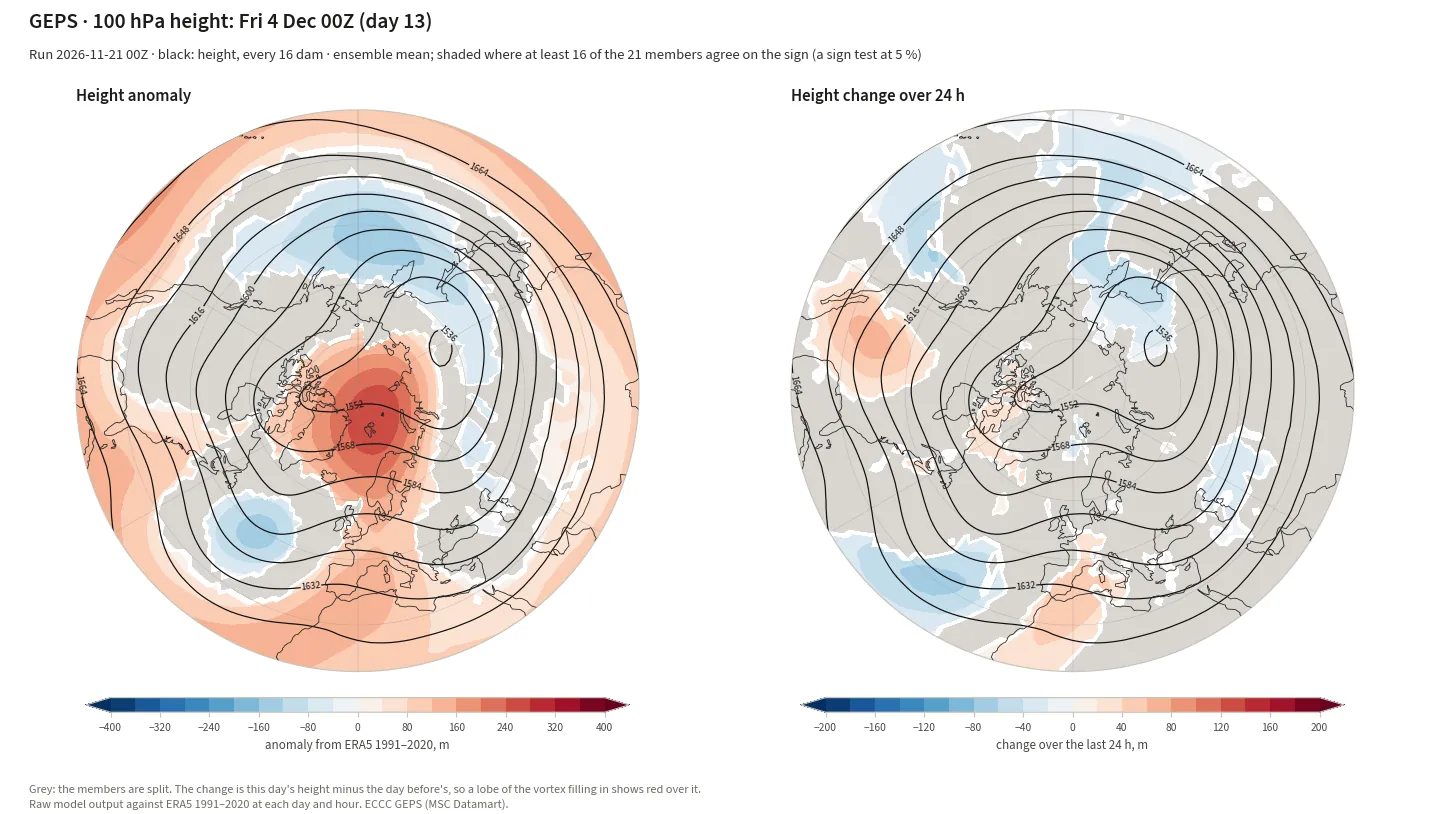 GEPS · 100 hPa height: Fri 4 Dec 00Z (day 13)
Run 2026-11-21 00Z · black: height, every 16 dam · ensemble mean; shaded where at least 16 of the 21 members agree on the sign (a sign test at 5 %)
Height anomaly
Height change over 24 h
1664
1648
1600
1616
1536
1664
1552
1568
1584
1632
1664
1648
1600
1616
1536
1664
1552
1568
1584
1632
−400 −320 −240 −160 −80 0 80 160 240 320 400
anomaly from ERA5 1991–2020, m
−200 −160 −120 −80 −40 0 40 80 120 160 200
change over the last 24 h, m
Grey: the members are split. The change is this day's height minus the day before's, so a lobe of the vortex filling in shows red over it.
Raw model output against ERA5 1991–2020 at each day and hour. ECCC GEPS (MSC Datamart).